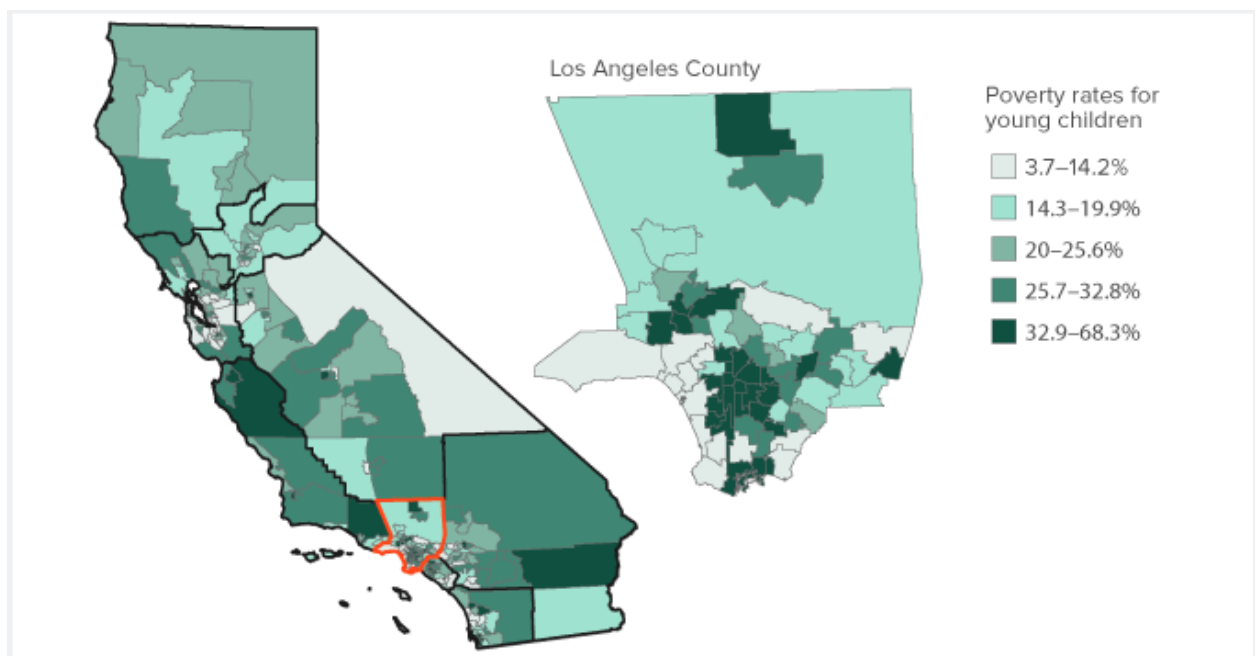 Los Angeles County
Poverty rates for
young children
3.7–14.2%
14.3–19.9%
20–25.6%
25.7–32.8%
32.9–68.3%